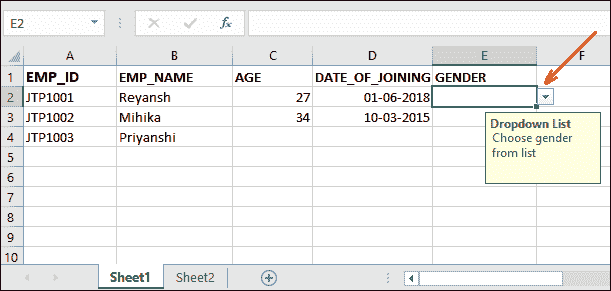 E2
fx
A B C D E F
1 EMP_ID EMP_NAME AGE DATE_OF_JOINING GENDER
2 JTP1001 Reyansh 27 01-06-2018
3 JTP1002 Mihika 34 10-03-2015
4 JTP1003 Priyanshi
5
6
7
8
9
10
Dropdown List
Choose gender
from list
Sheet1 Sheet2